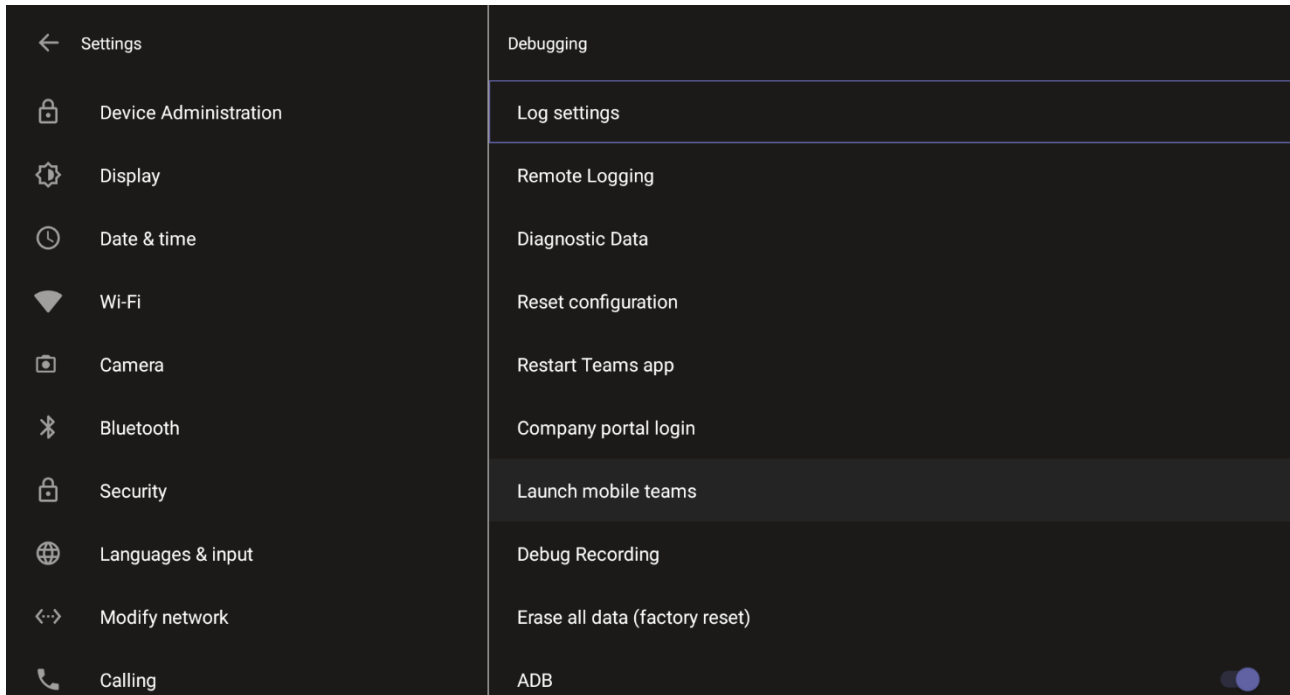 Settings
Device Administration
Display
Date & time
Wi-Fi
Camera
Bluetooth
Security
Languages & input
Modify network
Calling
Debugging
Log settings
Remote Logging
Diagnostic Data
Reset configuration
Restart Teams app
Company portal login
Launch mobile teams
Debug Recording
Erase all data (factory reset)
ADB